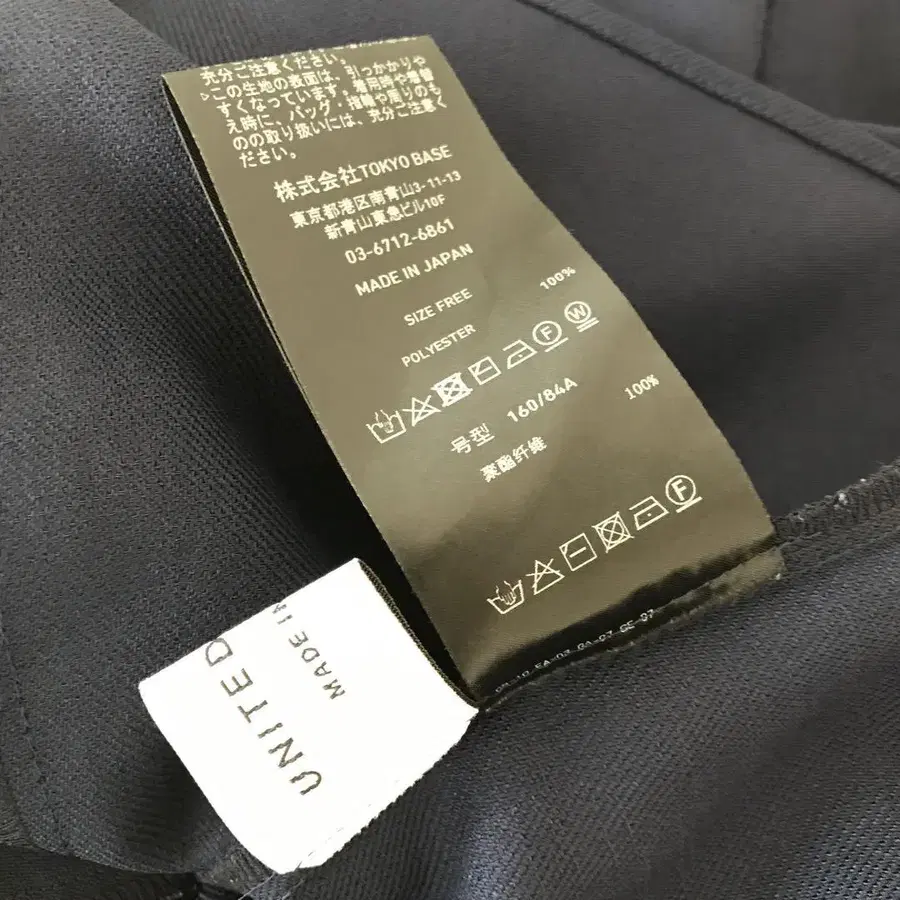 充分ご注意ください。
▷この生地の表面は、引っかかりや
すくなっています。着用時や着替
え時に、バッグ・指輪や周りのも
のの取り扱いには、充分ご注意く
ださい。
株式会社TOKYO BASE
東京都港区南青山3-11-13
新青山東急ビル10F
03-6712-6861
MADE IN JAPAN
SIZE FREE
POLYESTER 100%
F W
号型 160/84A
聚酯纤维 100%
F
UNITED
MADE IN